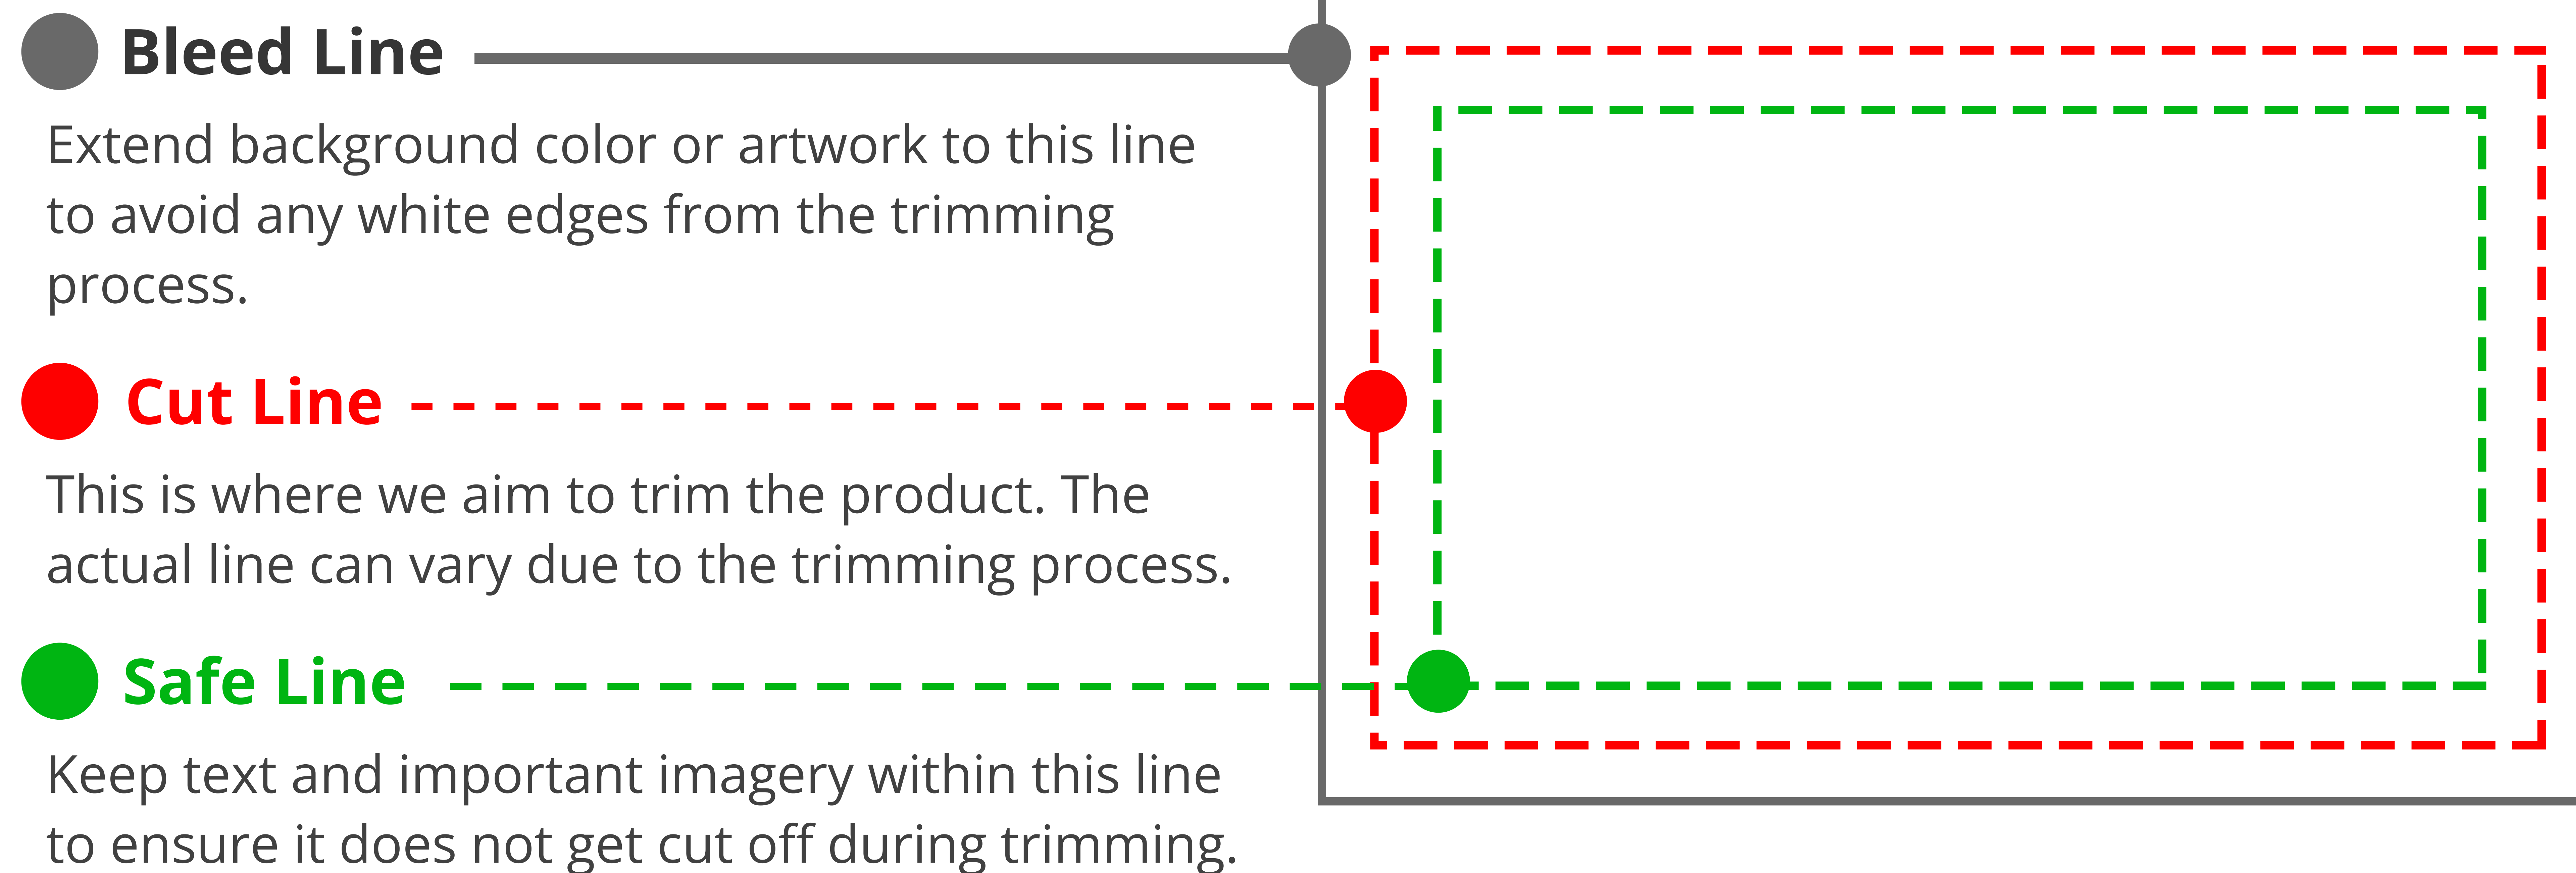 Bleed Line
Extend background color or artwork to this line
to avoid any white edges from the trimming
process.
Cut Line
This is where we aim to trim the product. The
actual line can vary due to the trimming process.
Safe Line
Keep text and important imagery within this line
to ensure it does not get cut off during trimming.